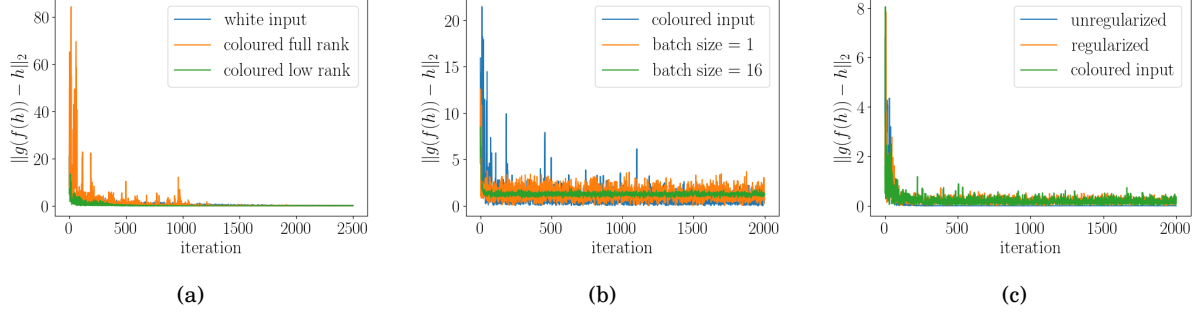 80
60
40
20
0
0
500
1000
1500
2000
2500
||g(f(h)) − h||₂
iteration
white input
coloured full rank
coloured low rank
(a)
20
15
10
5
0
0
500
1000
1500
2000
||g(f(h)) − h||₂
iteration
coloured input
batch size = 1
batch size = 16
(b)
8
6
4
2
0
0
500
1000
1500
2000
||g(f(h)) − h||₂
iteration
unregularized
regularized
coloured input
(c)